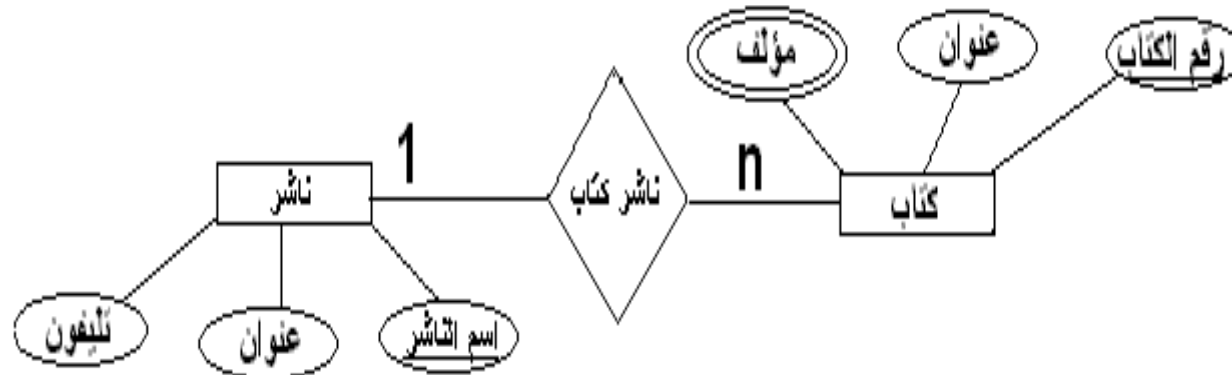 رقم الكتاب
عنوان
مؤلف
n
1
كتاب
ناشر كتاب
ناشر
اسم الناشر
عنوان
تليفون